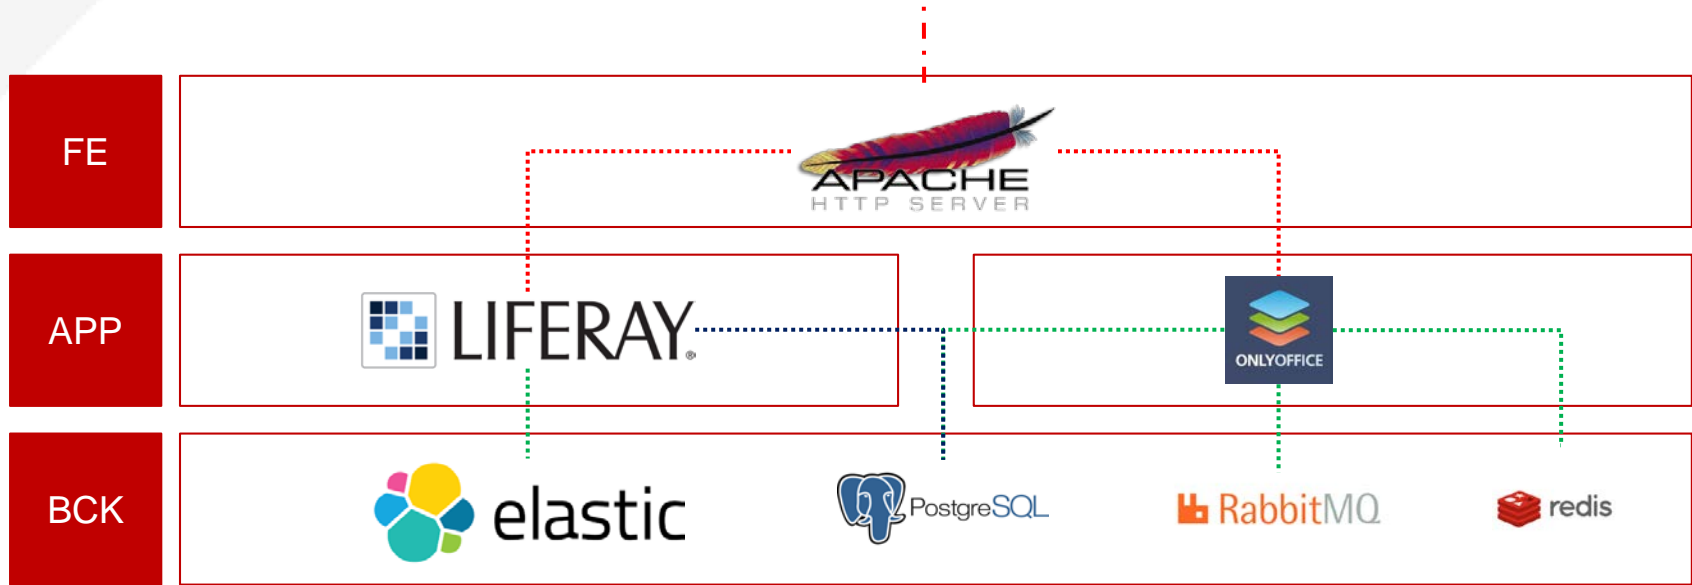 FE
APACHE
HTTP SERVER
APP
LIFERAY®
ONLYOFFICE
BCK
elastic
PostgreSQL
RabbitMQ
redis